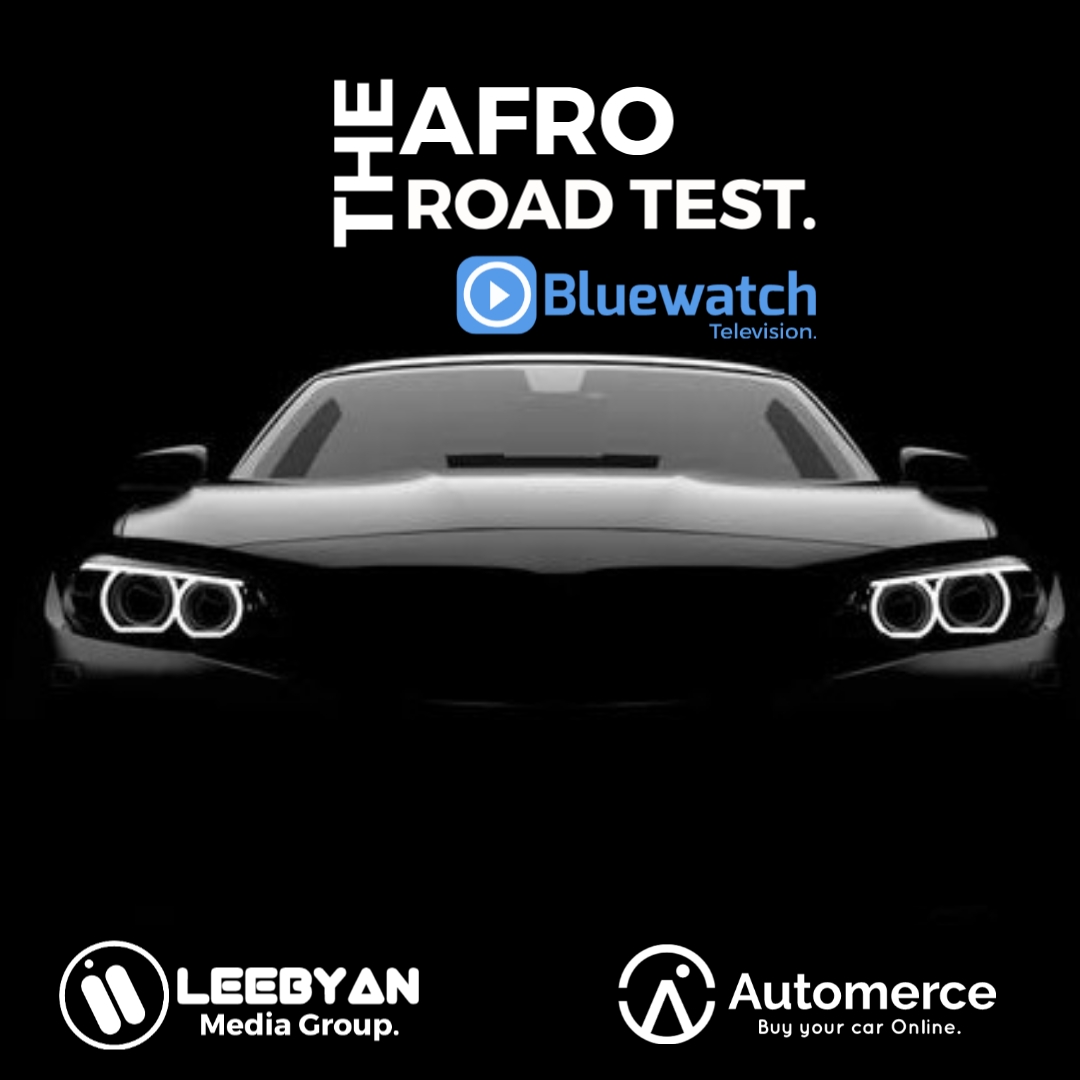 THE
AFRO
ROAD TEST.
Bluewatch
Television.
LEEBYAN
Media Group.
Automerce
Buy your car Online.